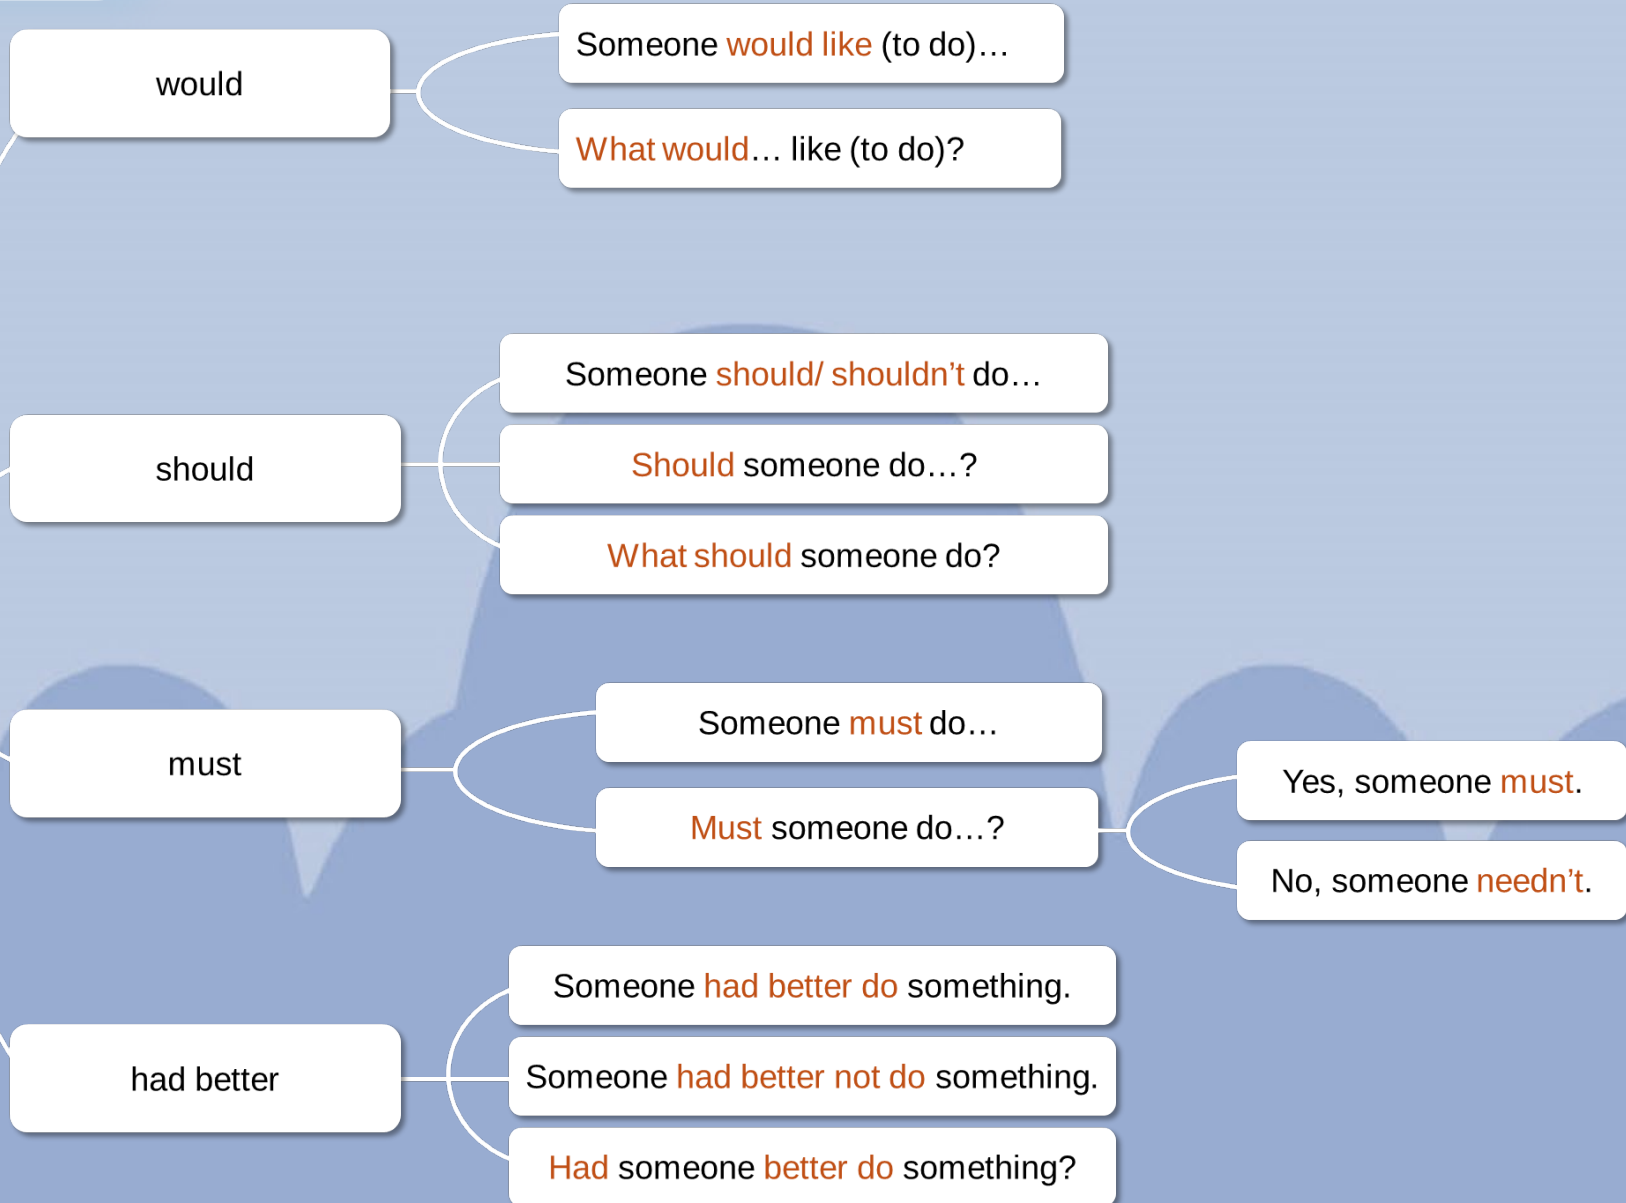 would
Someone would like (to do)…
What would… like (to do)?
should
Someone should/ shouldn’t do…
Should someone do…?
What should someone do?
must
Someone must do…
Must someone do…?
Yes, someone must.
No, someone needn’t.
had better
Someone had better do something.
Someone had better not do something.
Had someone better do something?